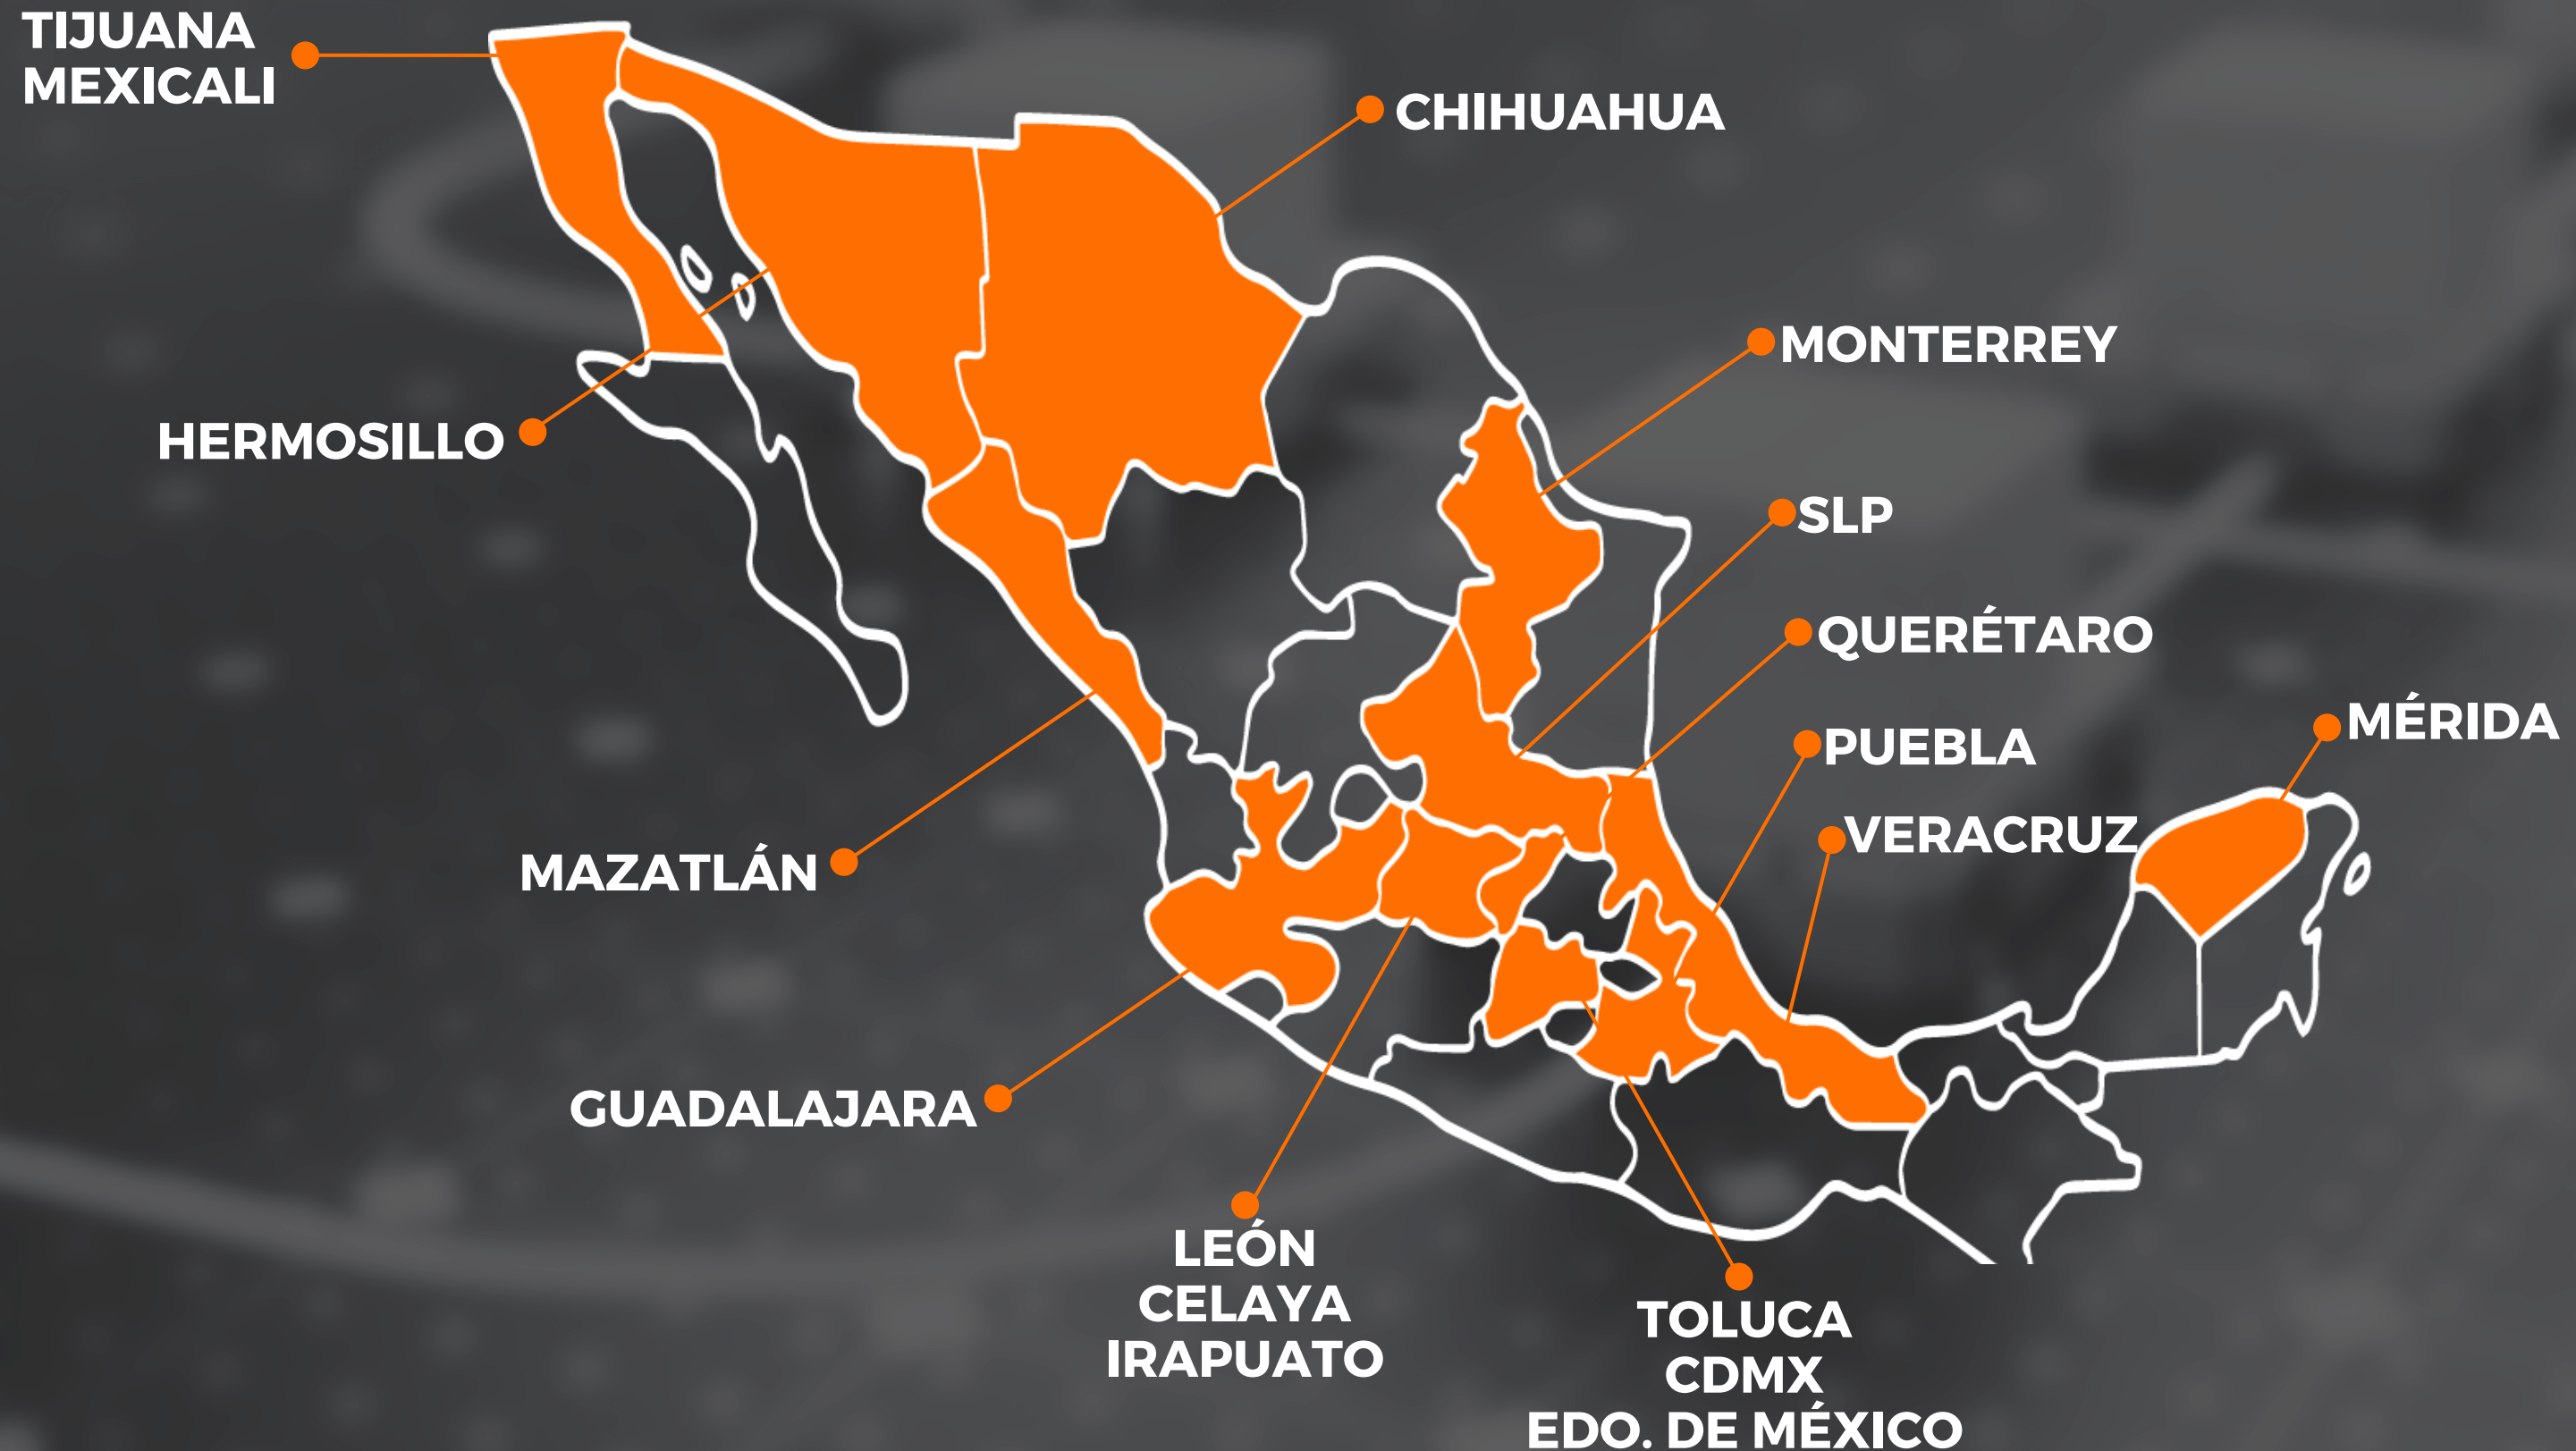 TIJUANA
MEXICALI
CHIHUAHUA
MONTERREY
HERMOSILLO
SLP
QUERÉTARO
MÉRIDA
PUEBLA
VERACRUZ
MAZATLÁN
GUADALAJARA
LEÓN
CELAYA
IRAPUATO
TOLUCA
CDMX
EDO. DE MÉXICO